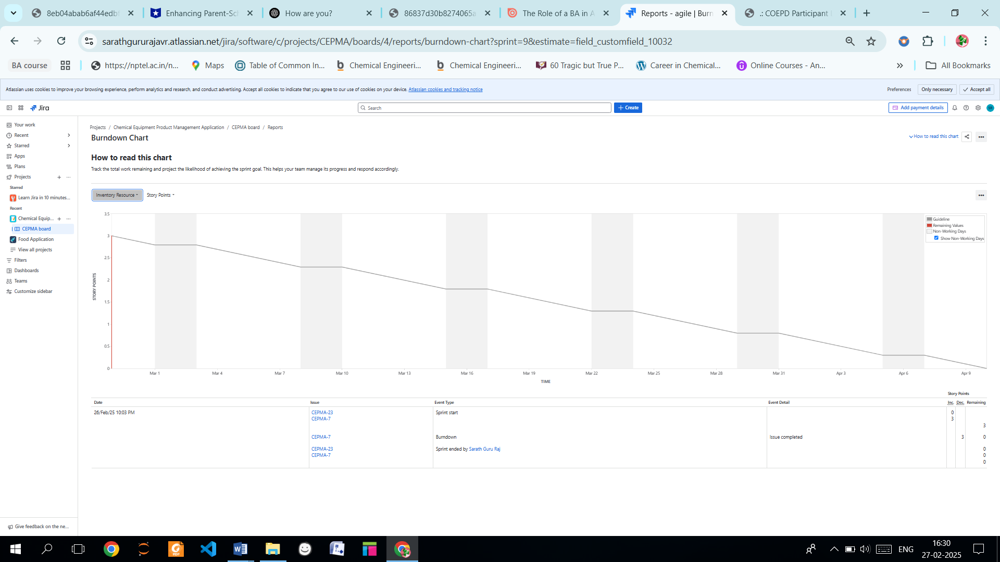 8eb04abab6af44edbf
Enhancing Parent-Sch
How are you?
86837d30b8274065a
The Role of a BA in A
Reports - agile | Burn
.: COEPD Participant
sarathgururajavr.atlassian.net/jira/software/c/projects/CEPMA/boards/4/reports/burndown-chart?sprint=9&estimate=field_customfield_10032
BA course
https://nptel.ac.in/n...
Maps
Table of Common In...
Chemical Engineeri...
Chemical Engineeri...
60 Tragic but True P...
Career in Chemical...
Online Courses - An...
All Bookmarks
Atlassian uses cookies to improve your browsing experience, perform analytics and research, and conduct advertising. Accept all cookies to indicate that you agree to our use of cookies on your device. Atlassian cookies and tracking notice
Preferences
Only necessary
Accept all
Jira
Search
+ Create
Add payment details
SR
Your work
Recent
Starred
Apps
Plans
Projects
Starred
Learn Jira in 10 minutes...
Recent
Chemical Equip...
CEPMA board
Food Application
View all projects
Filters
Dashboards
Teams
Customize sidebar
Give feedback on the ne...
Projects / Chemical Equipment Product Management Application / CEPMA board / Reports
Burndown Chart
How to read this chart
How to read this chart
Track the total work remaining and project the likelihood of achieving the sprint goal. This helps your team manage its progress and respond accordingly.
Inventory Resource
Story Points
Guideline
Remaining Values
Non-Working Days
Show Non-Working Days
STORY POINTS
3.5
3
2.5
2
1.5
1
0.5
0
Mar 1 Mar 4 Mar 7 Mar 10 Mar 13 Mar 16 Mar 19 Mar 22 Mar 25 Mar 28 Mar 31 Apr 3 Apr 6 Apr 9
TIME
Story Points
Date Issue Event Type Event Detail Inc. Dec. Remaining
26/Feb/25 10:03 PM CEPMA-23 Sprint start 0
CEPMA-7 3
3
CEPMA-7 Burndown Issue completed 3 0
CEPMA-23 Sprint ended by Sarath Guru Raj 0
CEPMA-7 0
0
PDF
ENG
16:30
27-02-2025